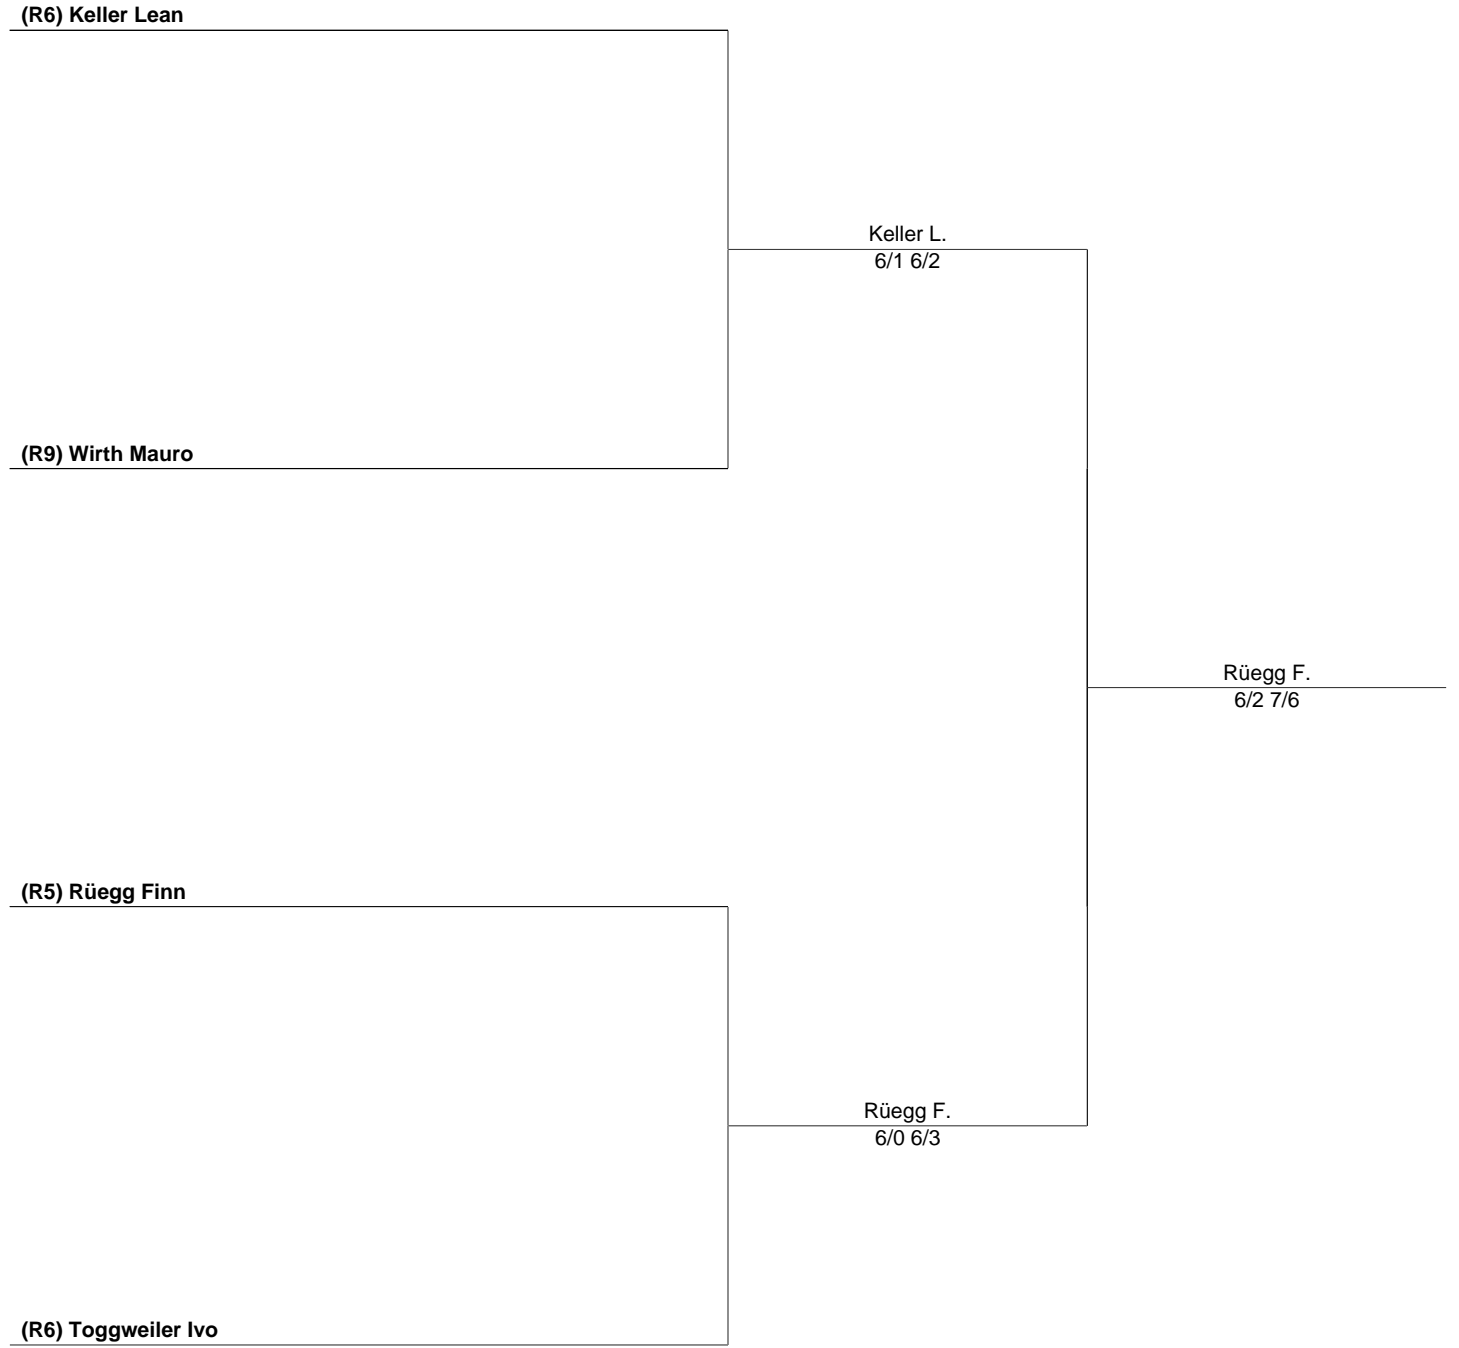 (R6) Keller Lean
Keller L.
6/1 6/2
(R9) Wirth Mauro
Rüegg F.
6/2 7/6
(R5) Rüegg Finn
Rüegg F.
6/0 6/3
(R6) Toggweiler Ivo